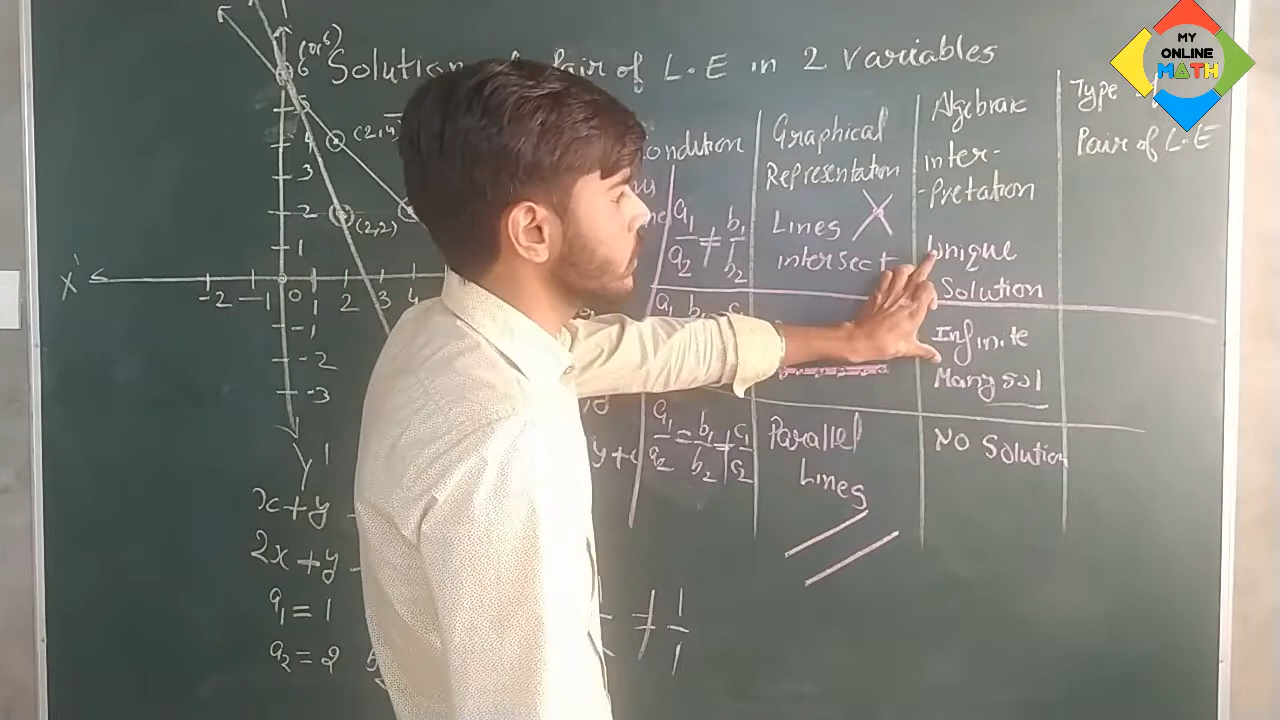 MY
ONLINE
MATH
(0,6)
Solution
Pair of L.E in 2 variables
6
5
4
3
2
1
(2,4)
(2,2)
X'
-2 -1 0 1 2 3 4
-1
-2
-3
Y'
x+y
2x+y
a1 = 1
a2 = 2
≠ 1/1
Condition
a1/a2 ≠ b1/b2
a1/a2 = b1/b2 ≠ c1/c2
Graphical
Representation
Lines
intersect
Parallel
Lines
Algebraic
inter-
-pretation
Unique
Solution
Infinite
Many sol
No Solution
Type
Pair of L.E